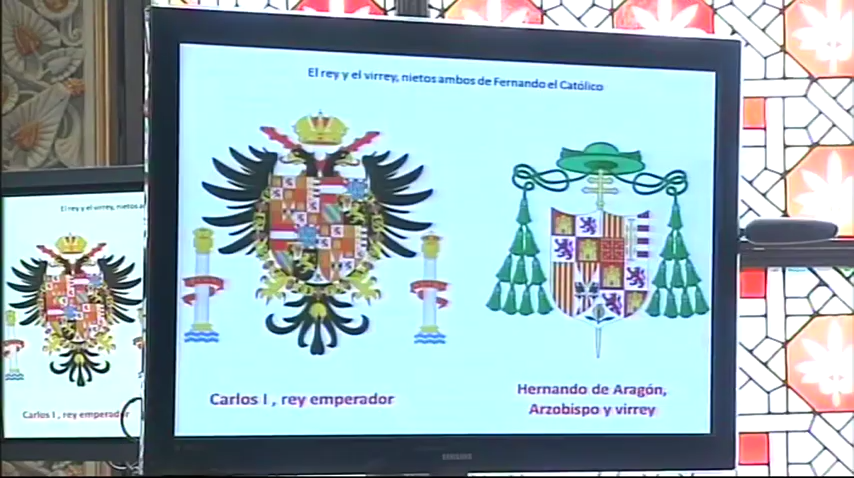 El rey y el virrey, nietos ambos de Fernando el Católico
Carlos I , rey emperador
Hernando de Aragón,
Arzobispo y virrey
SAMSUNG
El rey y el virrey, nietos
Carlos I , rey emperador